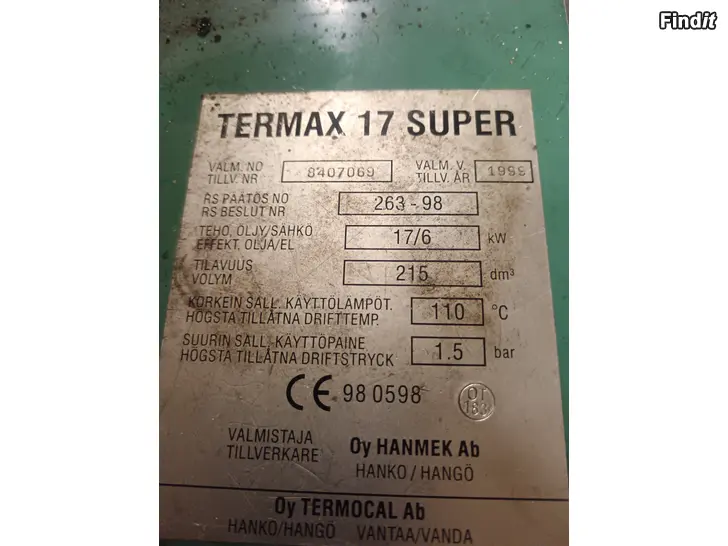 Findit
TERMAX 17 SUPER
VALM. NO 8407069 VALM. V.
TILLV. NR TILLV. ÅR
RS PÄÄTÖS NO 263-98
RS BESLUT NR
TEHO, ÖLJY/SÄHKÖ 17/6 kW
EFFEKT. OLJA/EL
TILAVUUS 215 dm³
VOLYM
KORKEIN SALL. KÄYTTÖLÄMPÖT. 110 °C
HÖGSTA TILLÅTNA DRIFTTEMP.
SUURIN SALL. KÄYTTÖPAINE 1.5 bar
HÖGSTA TILLÅTNA DRIFTSTRYCK
CE 98 0598 OT 183
VALMISTAJA Oy HANMEK Ab
TILLVERKARE HANKO / HANGÖ
Oy TERMOCAL Ab
HANKO/HANGÖ VANTAA/VANDA